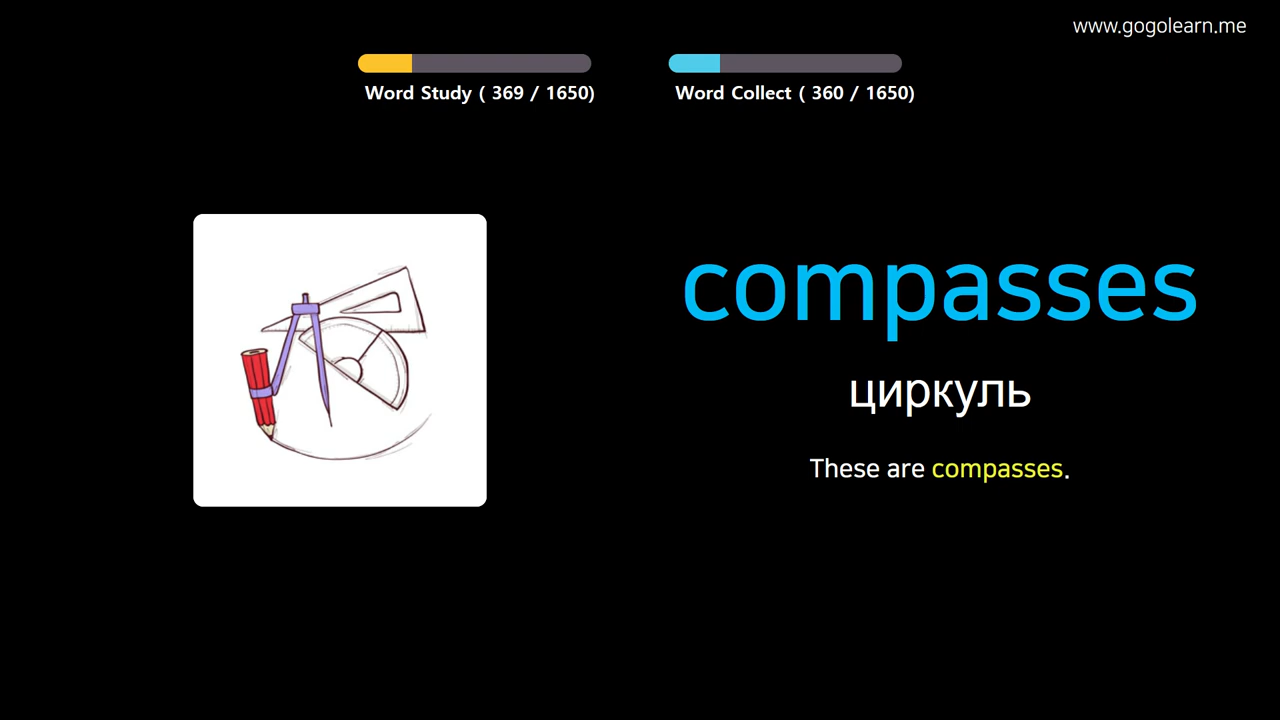 www.gogolearn.me
Word Study ( 369 / 1650)
Word Collect ( 360 / 1650)
compasses
циркуль
These are compasses.